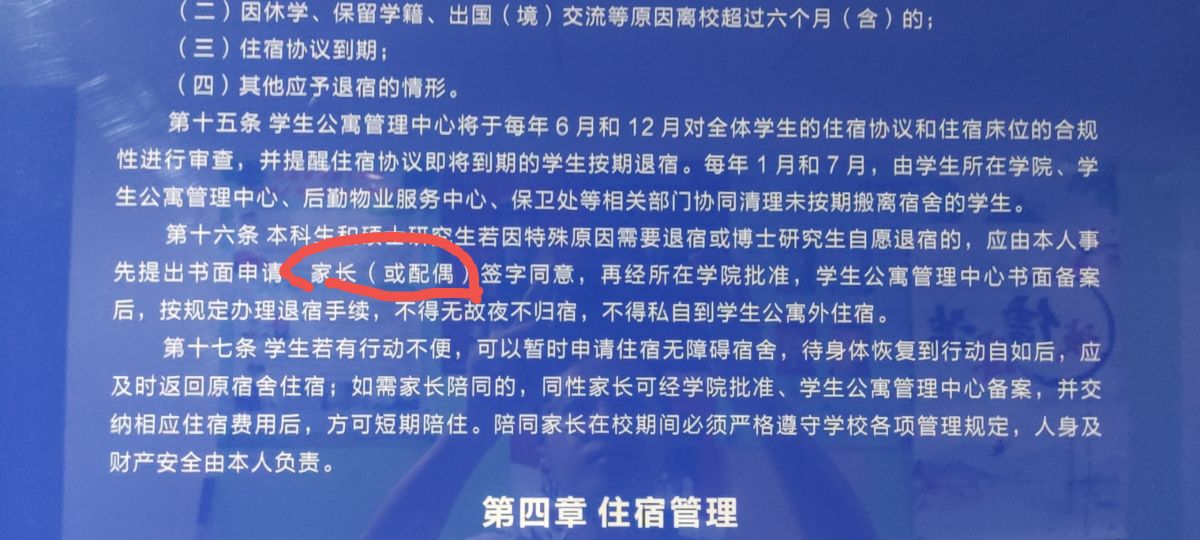 （二）因休学、保留学籍、出国（境）交流等原因离校超过六个月（含）的；
（三）住宿协议到期；
（四）其他应予退宿的情形。
第十五条 学生公寓管理中心将于每年 6 月和 12 月对全体学生的住宿协议和住宿床位的合规
性进行审查，并提醒住宿协议即将到期的学生按期退宿。每年 1 月和 7 月，由学生所在学院、学
生公寓管理中心、后勤物业服务中心、保卫处等相关部门协同清理未按期搬离宿舍的学生。
第十六条 本科生和硕士研究生若因特殊原因需要退宿或博士研究生自愿退宿的，应由本人事
先提出书面申请 家长（或配偶）签字同意，再经所在学院批准，学生公寓管理中心书面备案
后，按规定办理退宿手续，不得无故夜不归宿，不得私自到学生公寓外住宿。
第十七条 学生若有行动不便，可以暂时申请住宿无障碍宿舍，待身体恢复到行动自如后，应
及时返回原宿舍住宿；如需家长陪同的，同性家长可经学院批准、学生公寓管理中心备案，并交
纳相应住宿费用后，方可短期陪住。陪同家长在校期间必须严格遵守学校各项管理规定，人身及
财产安全由本人负责。
第四章 住宿管理